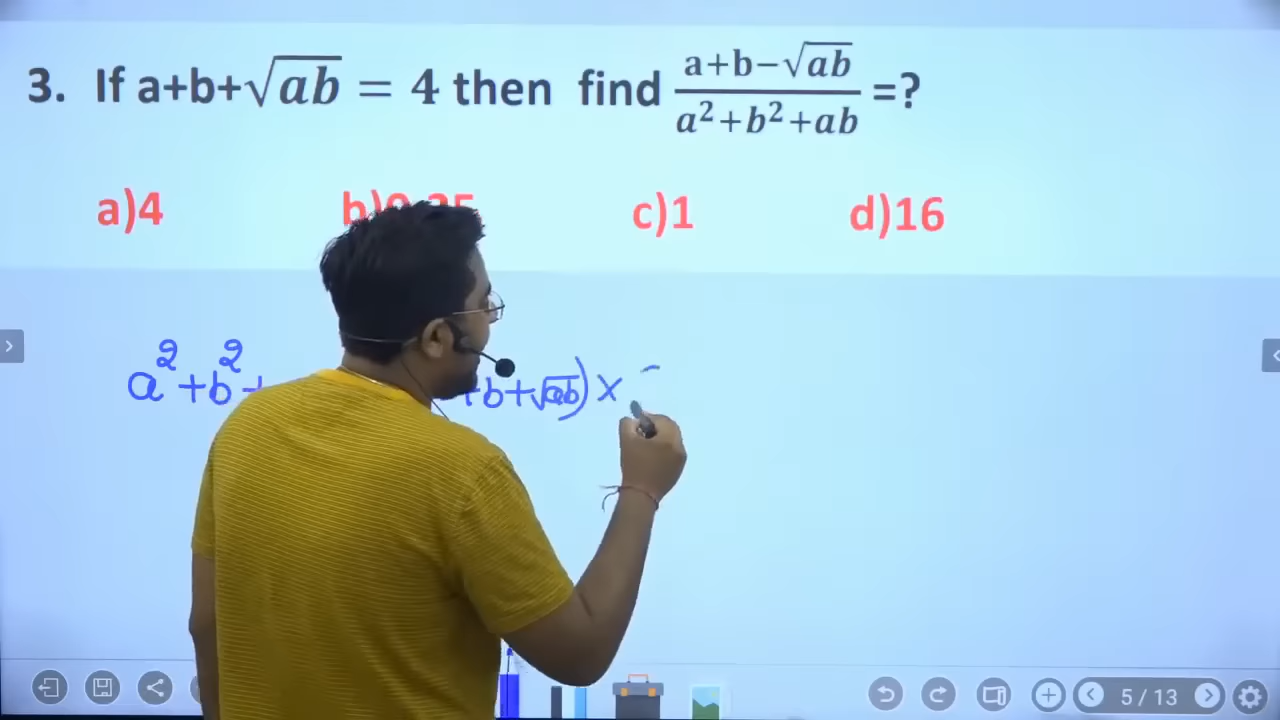 3. If a+b+√ab = 4 then find (a+b−√ab)/(a²+b²+ab) =?
a)4 c)1 d)16
a²+b²+ +b+√ab) ×
5 / 13